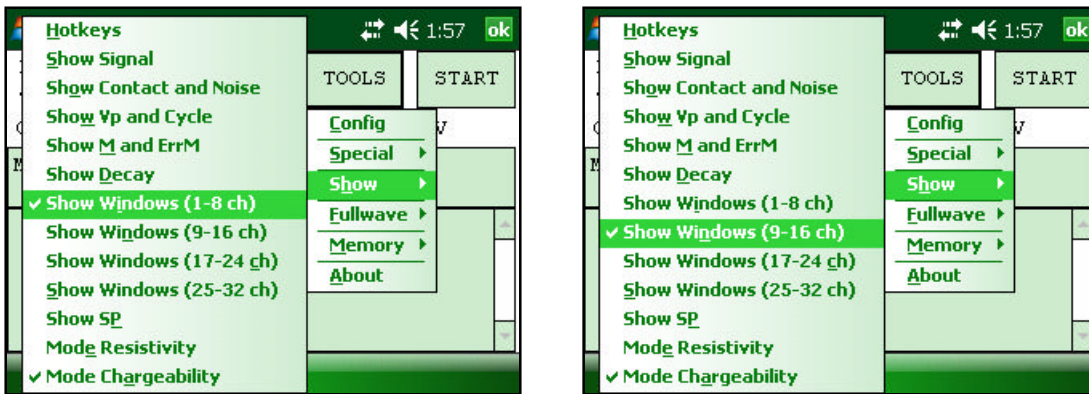 Hotkeys
1:57 ok
Show Signal
TOOLS START
Show Contact and Noise
Show Vp and Cycle
Config
Show M and ErrM
Special
Show Decay
Show
Show Windows (1-8 ch)
Fullwave
Show Windows (9-16 ch)
Memory
Show Windows (17-24 ch)
About
Show Windows (25-32 ch)
Show SP
Mode Resistivity
Mode Chargeability
Hotkeys
1:57 ok
Show Signal
TOOLS START
Show Contact and Noise
Show Vp and Cycle
Config
Show M and ErrM
Special
Show Decay
Show
Show Windows (1-8 ch)
Fullwave
Show Windows (9-16 ch)
Memory
Show Windows (17-24 ch)
About
Show Windows (25-32 ch)
Show SP
Mode Resistivity
Mode Chargeability